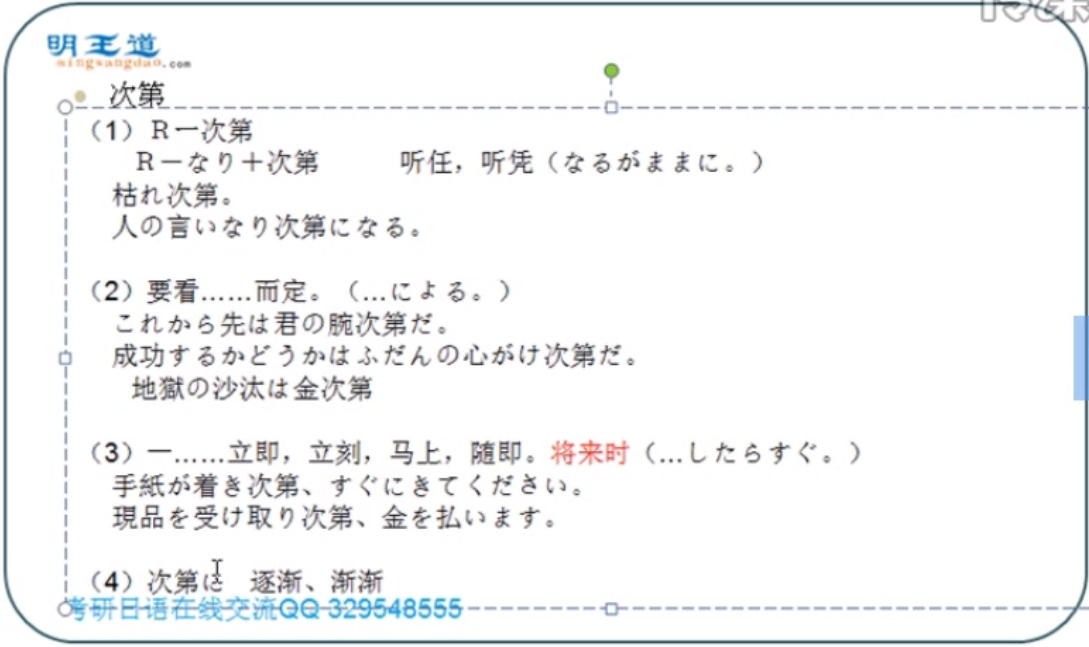 明王道
mingwangdao.com
次第
（1）Rー次第
Rーなり＋次第 听任，听凭（なるがままに。）
枯れ次第。
人の言いなり次第になる。
（2）要看……而定。（…による。）
これから先は君の腕次第だ。
成功するかどうかはふだんの心がけ次第だ。
地獄の沙汰は金次第
（3）一……立即，立刻，马上，随即。将来时（…したらすぐ。）
手紙が着き次第、すぐにきてください。
現品を受け取り次第、金を払います。
（4）次第に 逐渐、渐渐
考研日语在线交流QQ 329548555